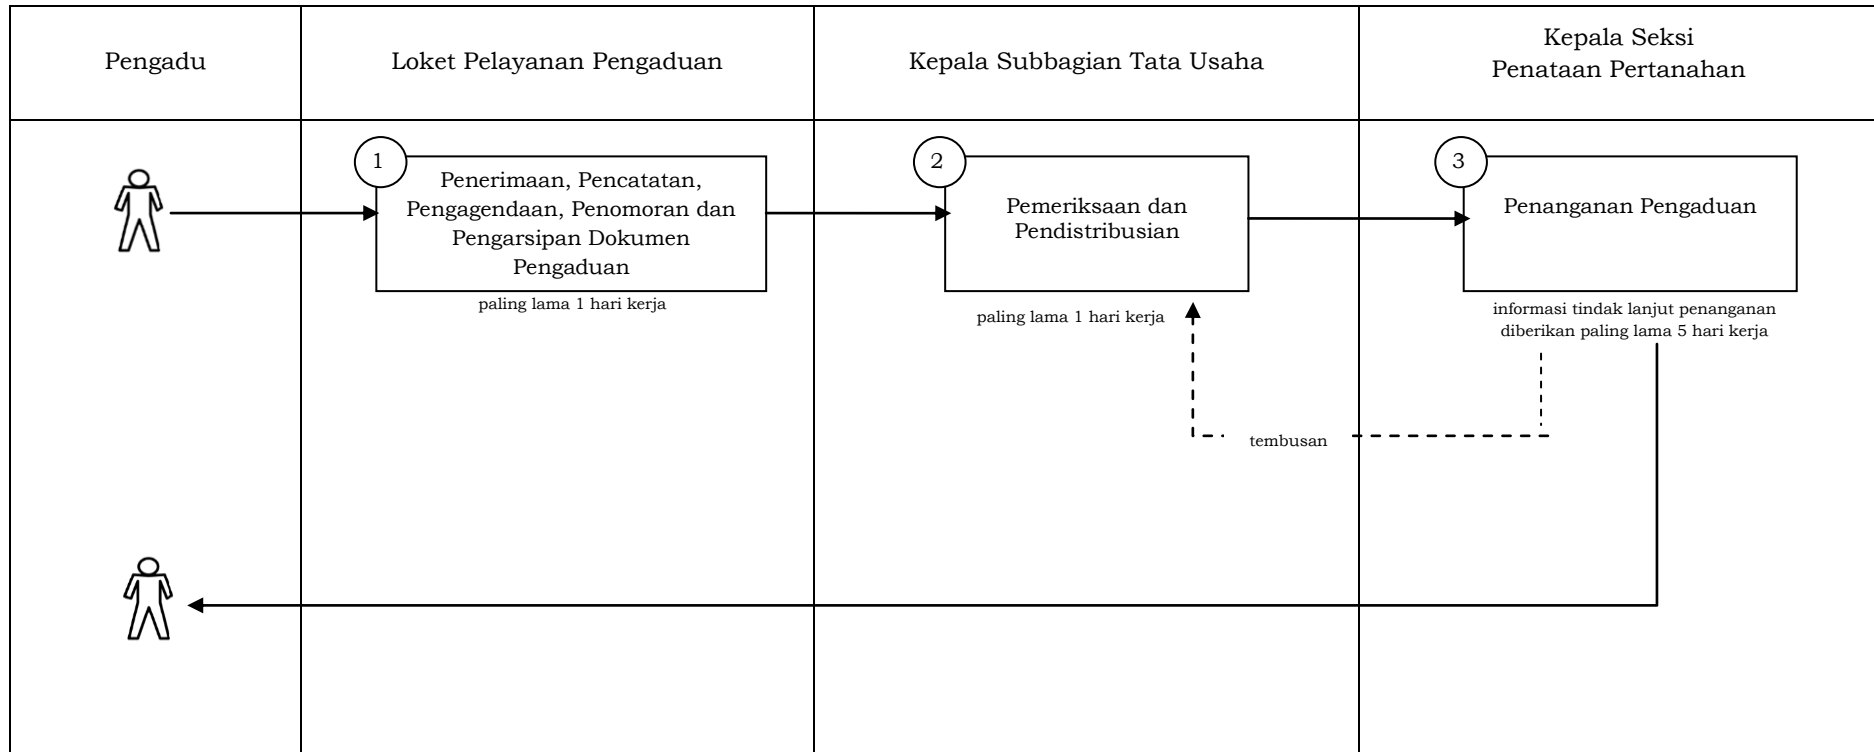 Pengadu
Loket Pelayanan Pengaduan
Kepala Subbagian Tata Usaha
Kepala Seksi
Penataan Pertanahan
1
Penerimaan, Pencatatan,
Pengagendaan, Penomoran dan
Pengarsipan Dokumen
Pengaduan
paling lama 1 hari kerja
2
Pemeriksaan dan
Pendistribusian
paling lama 1 hari kerja
3
Penanganan Pengaduan
informasi tindak lanjut penanganan
diberikan paling lama 5 hari kerja
tembusan